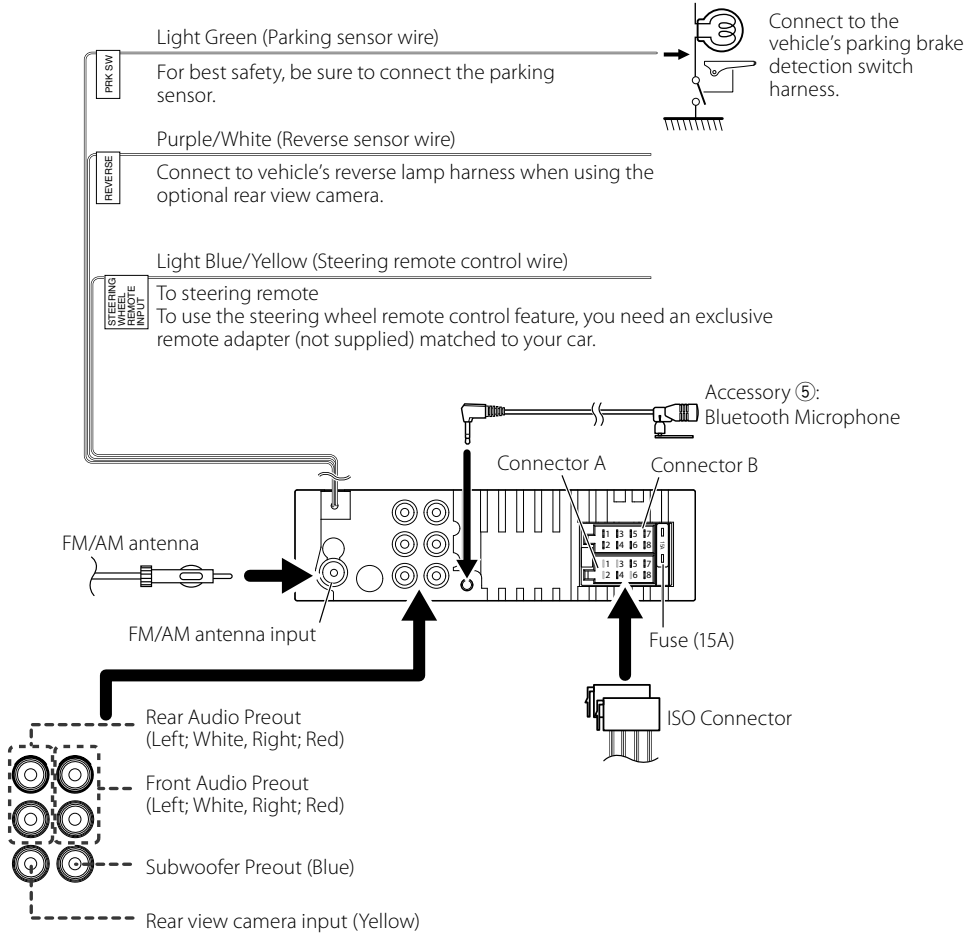 Light Green (Parking sensor wire)
PRK SW
For best safety, be sure to connect the parking
sensor.
Connect to the
vehicle's parking brake
detection switch
harness.
Purple/White (Reverse sensor wire)
REVERSE
Connect to vehicle's reverse lamp harness when using the
optional rear view camera.
Light Blue/Yellow (Steering remote control wire)
STEERING
WHEEL
REMOTE
INPUT
To steering remote
To use the steering wheel remote control feature, you need an exclusive
remote adapter (not supplied) matched to your car.
Accessory ⑤:
Bluetooth Microphone
Connector A
Connector B
1 3 5 7
2 4 6 8
1 3 5 7
2 4 6 8
15
FM/AM antenna
FM/AM antenna input
Fuse (15A)
ISO Connector
Rear Audio Preout
(Left; White, Right; Red)
Front Audio Preout
(Left; White, Right; Red)
Subwoofer Preout (Blue)
Rear view camera input (Yellow)